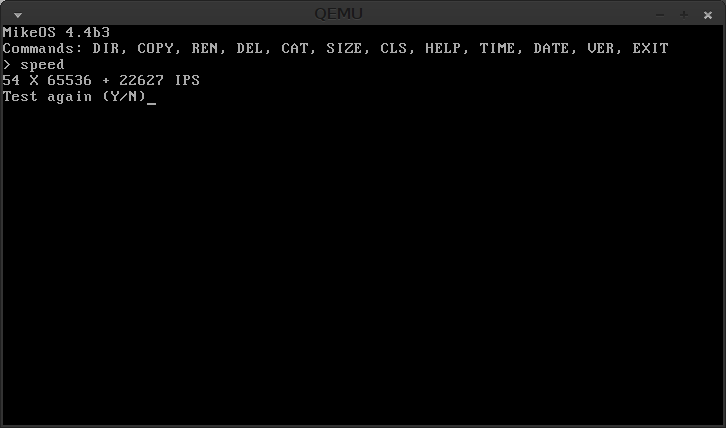 QEMU
MikeOS 4.4b3
Commands: DIR, COPY, REN, DEL, CAT, SIZE, CLS, HELP, TIME, DATE, VER, EXIT
> speed
54 X 65536 + 22627 IPS
Test again (Y/N)_